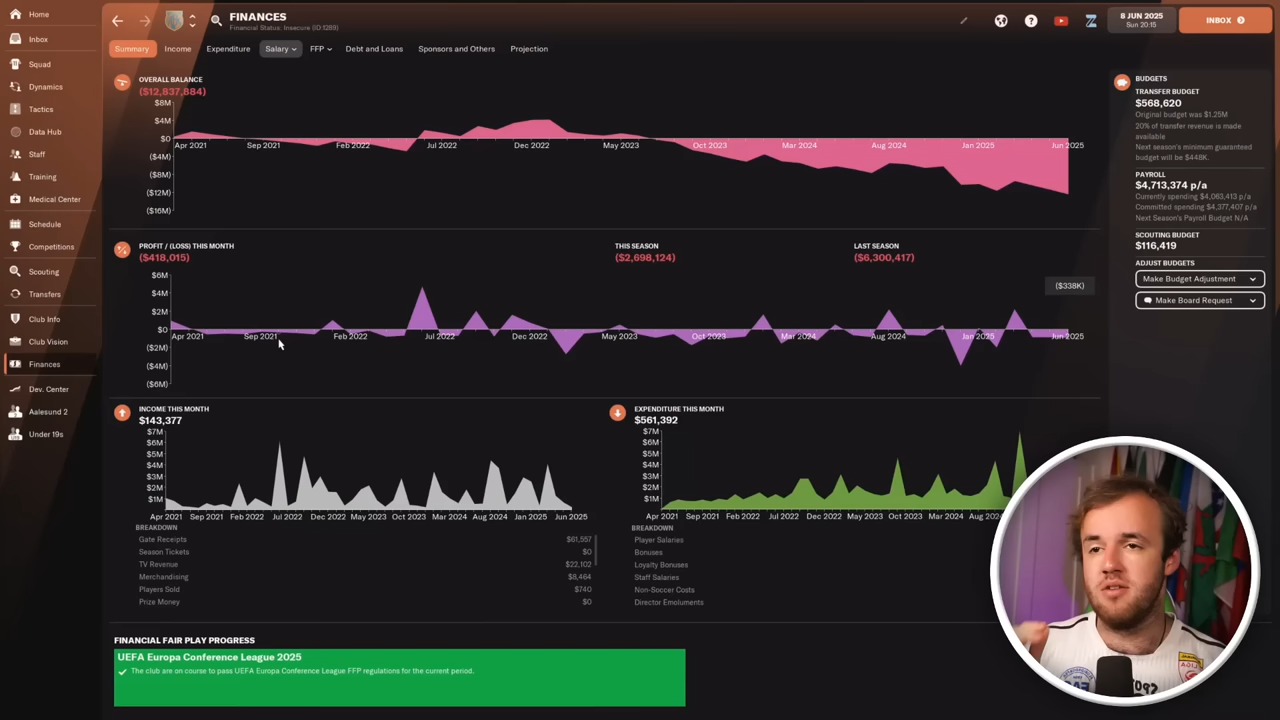 Home
Inbox
Squad
Dynamics
Tactics
Data Hub
Staff
Training
Medical Center
Schedule
Competitions
Scouting
Transfers
Club Info
Club Vision
Finances
Dev. Center
Aalesund 2
Under 19s
FINANCES
Financial Status: Insecure (ID:1289)
8 JUN 2025
Sun 20:15
INBOX
Summary
Income
Expenditure
Salary
FFP
Debt and Loans
Sponsors and Others
Projection
OVERALL BALANCE
($12,837,884)
$8M
$4M
$0
($4M)
($8M)
($12M)
($16M)
Apr 2021 Sep 2021 Feb 2022 Jul 2022 Dec 2022 May 2023 Oct 2023 Mar 2024 Aug 2024 Jan 2025 Jun 2025
PROFIT / (LOSS) THIS MONTH
($418,015)
THIS SEASON
($2,698,124)
LAST SEASON
($6,300,417)
($338K)
$6M
$4M
$2M
$0
($2M)
($4M)
($6M)
Apr 2021 Sep 2021 Feb 2022 Jul 2022 Dec 2022 May 2023 Oct 2023 Mar 2024 Aug 2024 Jan 2025 Jun 2025
INCOME THIS MONTH
$143,377
$7M
$6M
$5M
$4M
$3M
$2M
$1M
Apr 2021 Sep 2021 Feb 2022 Jul 2022 Dec 2022 May 2023 Oct 2023 Mar 2024 Aug 2024 Jan 2025 Jun 2025
BREAKDOWN
Gate Receipts $61,557
Season Tickets $0
TV Revenue $22,102
Merchandising $8,464
Players Sold $740
Prize Money $0
EXPENDITURE THIS MONTH
$561,392
$7M
$6M
$5M
$4M
$3M
$2M
$1M
Apr 2021 Sep 2021 Feb 2022 Jul 2022 Dec 2022 May 2023 Oct 2023 Mar 2024 Aug 
BREAKDOWN
Player Salaries
Bonuses
Loyalty Bonuses
Staff Salaries
Non-Soccer Costs
Director Emoluments
FINANCIAL FAIR PLAY PROGRESS
UEFA Europa Conference League 2025
The club are on course to pass UEFA Europa Conference League FFP regulations for the current period.
BUDGETS
TRANSFER BUDGET
$568,620
Original budget was $1.25M
20% of transfer revenue is made
available
Next season's minimum guaranteed
budget will be $448K.
PAYROLL
$4,713,374 p/a
Currently spending $4,063,413 p/a
Committed spending $4,377,407 p/a
Next Season's Payroll Budget N/A
SCOUTING BUDGET
$116,419
ADJUST BUDGETS
Make Budget Adjustment
Make Board Request